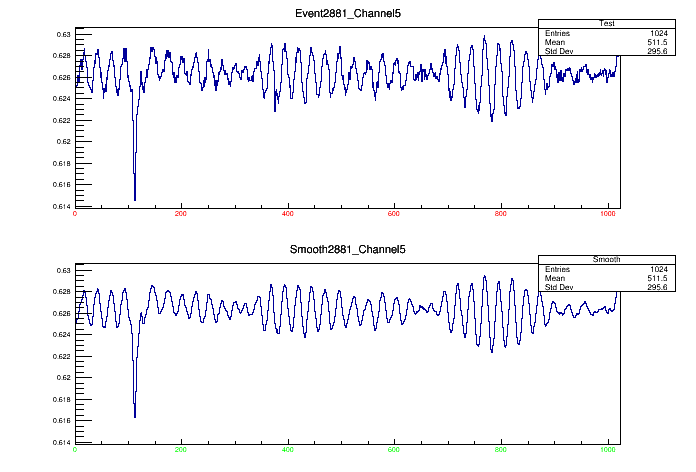 Event2881_Channel5
Test
Entries 1024
Mean 511.5
Std Dev 295.6
0.63
0.628
0.626
0.624
0.622
0.62
0.618
0.616
0.614
0 200 400 600 800 1000
Smooth2881_Channel5
Smooth
Entries 1024
Mean 511.5
Std Dev 295.6
0.63
0.628
0.626
0.624
0.622
0.62
0.618
0.616
0.614
0 200 400 600 800 1000